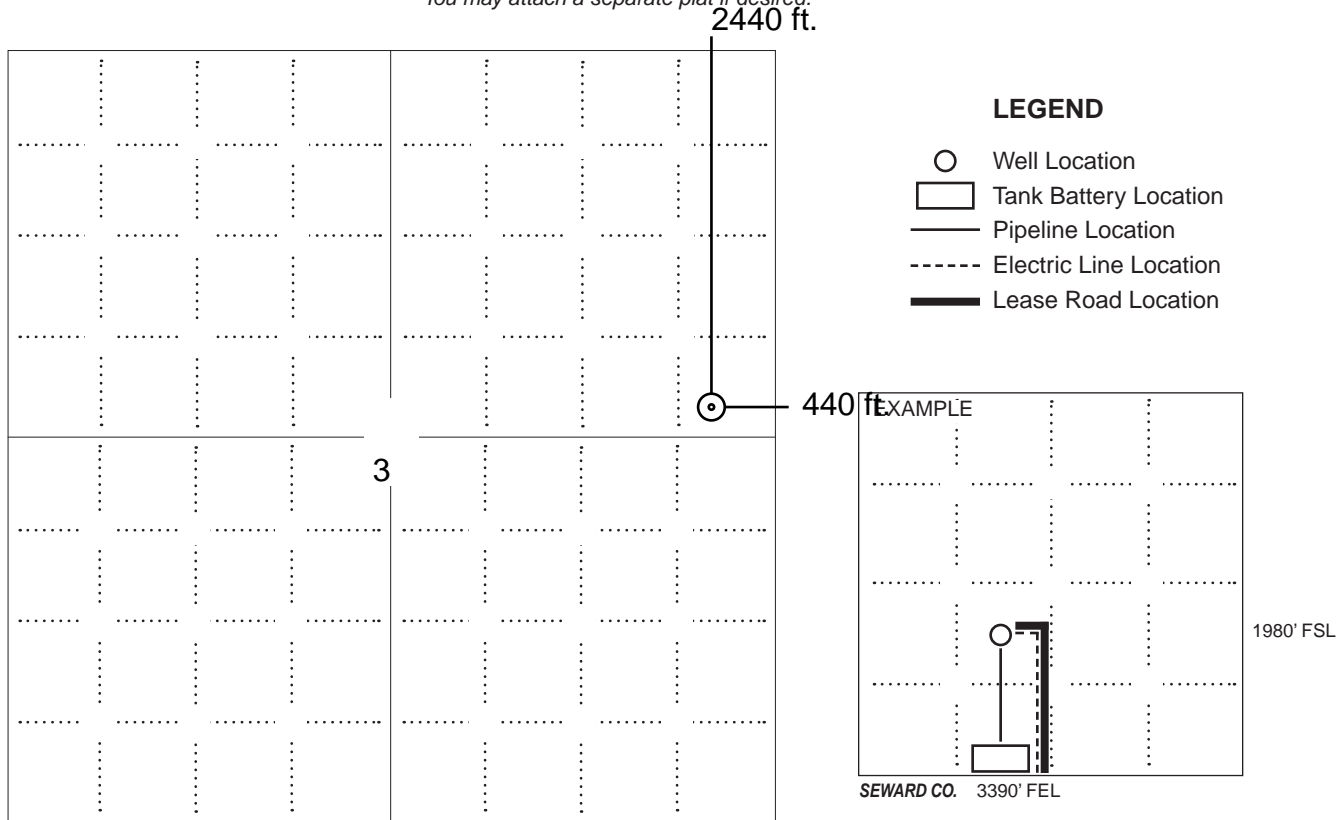 You may attach a separate plat if desired.
2440 ft.
LEGEND
Well Location
Tank Battery Location
Pipeline Location
Electric Line Location
Lease Road Location
440 ft.
EXAMPLE
3
1980' FSL
SEWARD CO. 3390' FEL